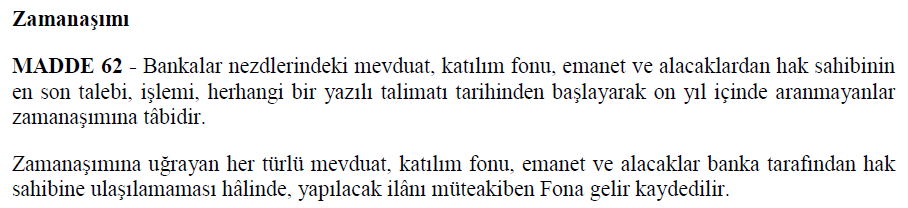 Zamanaşımı
MADDE 62 - Bankalar nezdlerindeki mevduat, katılım fonu, emanet ve alacaklardan hak sahibinin
en son talebi, işlemi, herhangi bir yazılı talimatı tarihinden başlayarak on yıl içinde aranmayanlar
zamanaşımına tâbidir.
Zamanaşımına uğrayan her türlü mevduat, katılım fonu, emanet ve alacaklar banka tarafından hak
sahibine ulaşılamaması hâlinde, yapılacak ilânı müteakiben Fona gelir kaydedilir.